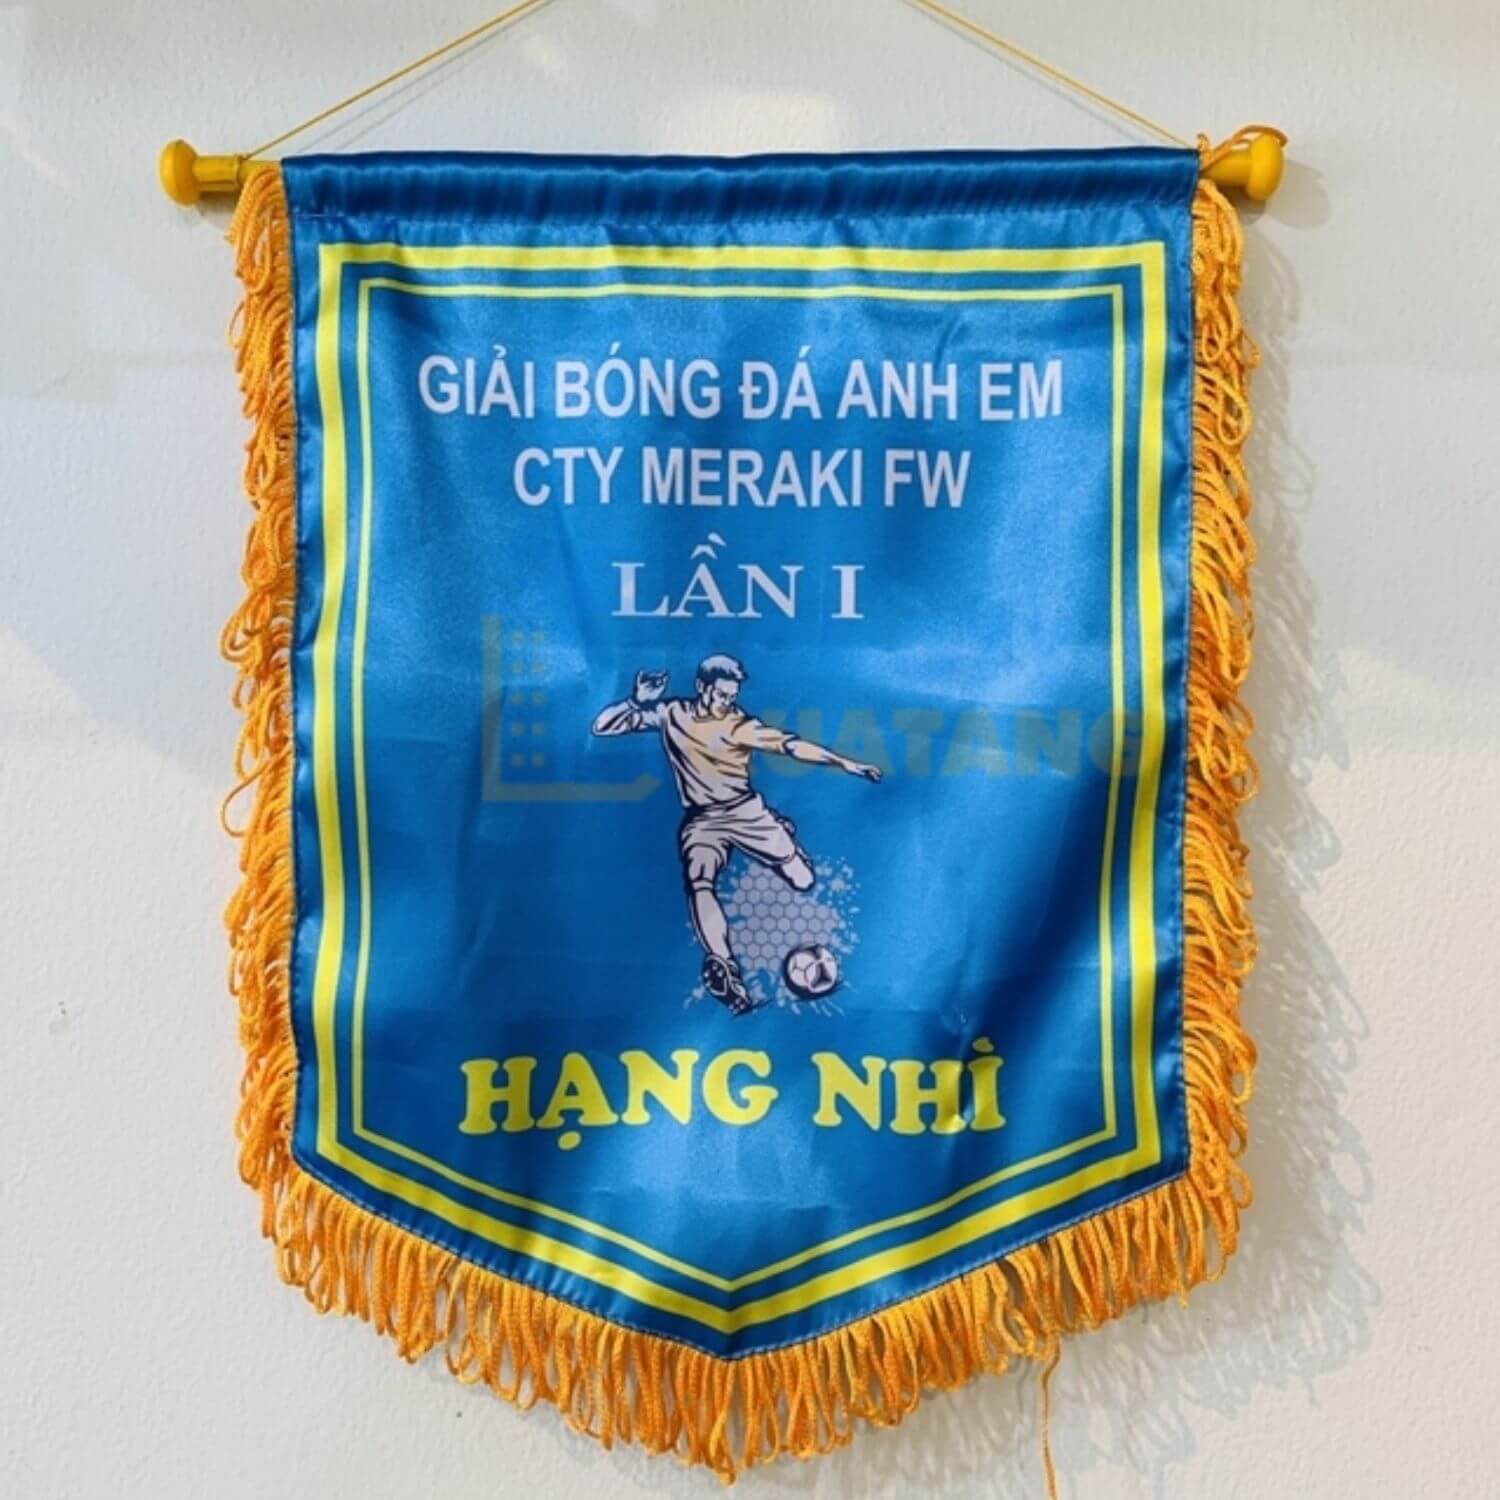 GIẢI BÓNG ĐÁ ANH EM
CTY MERAKI FW
LẦN I
HẠNG NHÌ